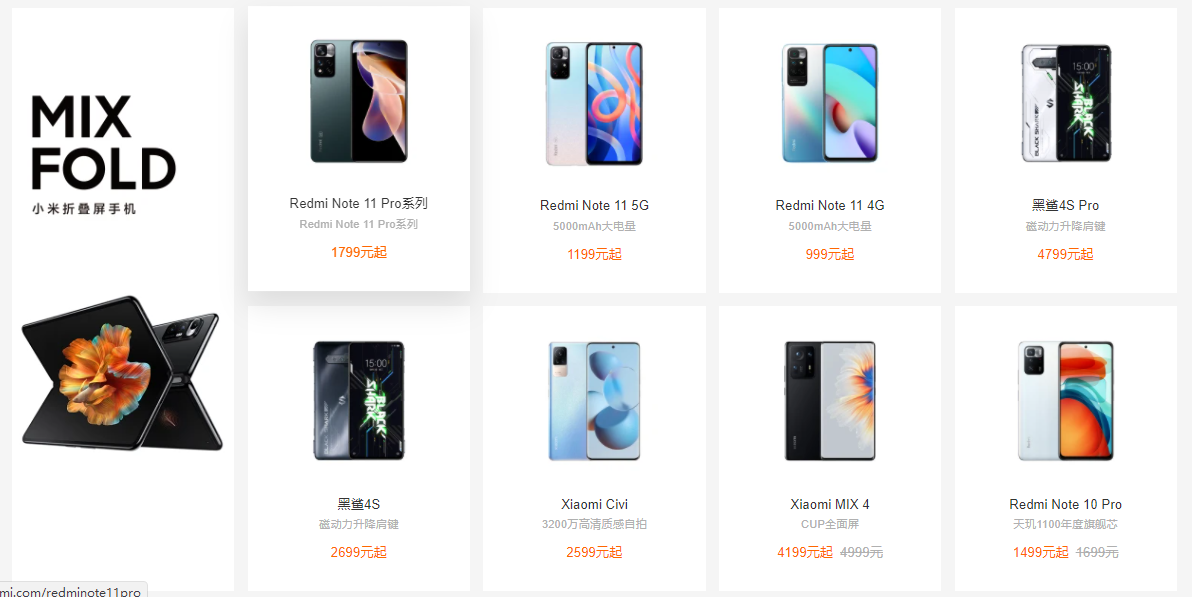 MIX
FOLD
小米折叠屏手机
Redmi Note 11 Pro系列
Redmi Note 11 Pro系列
1799元起
Redmi Note 11 5G
5000mAh大电量
1199元起
Redmi Note 11 4G
5000mAh大电量
999元起
15:00
BLACK SHARK
黑鲨4S Pro
磁动力升降肩键
4799元起
15:00
BLACK SHARK
黑鲨4S
磁动力升降肩键
2699元起
Xiaomi Civi
3200万高清质感自拍
2599元起
Xiaomi MIX 4
CUP全面屏
4199元起 4999元
Redmi Note 10 Pro
天玑1100年度旗舰芯
1499元起 1699元
mi.com/redminote11pro